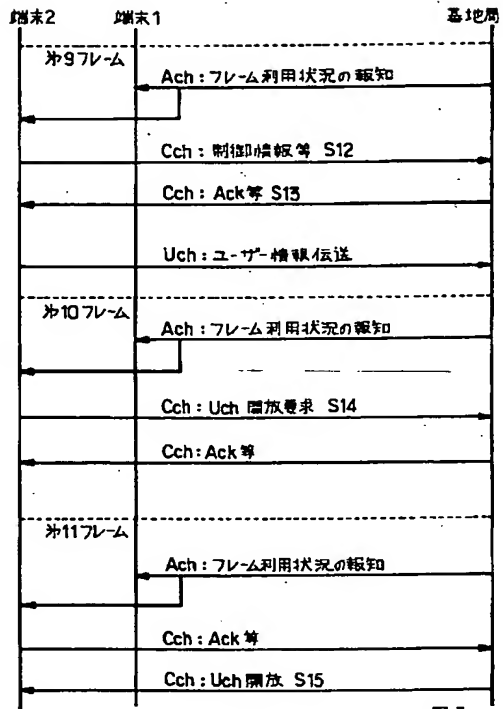 端末2 端末1 基地局
第9フレーム
Ach:フレーム利用状況の報知
Cch:制御情報等 S12
Cch:Ack等 S13
Uch:ユーザー情報伝送
第10フレーム
Ach:フレーム利用状況の報知
Cch:Uch開放要求 S14
Cch:Ack等
第11フレーム
Ach:フレーム利用状況の報知
Cch:Ack等
Cch:Uch開放 S15